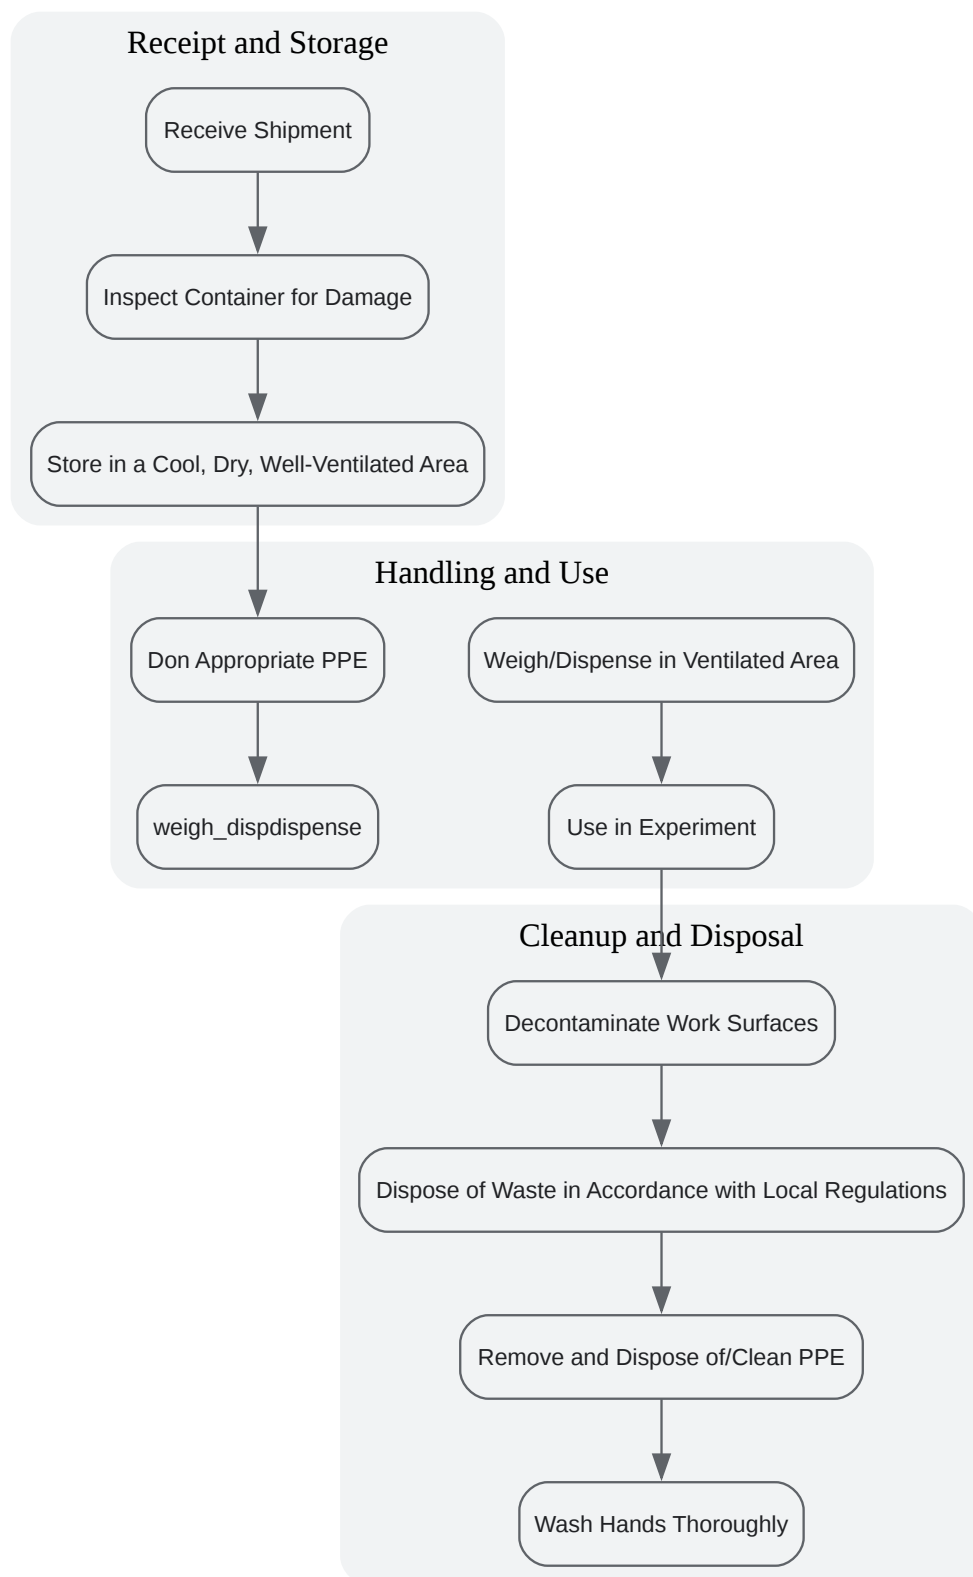 Receipt and Storage
Receive Shipment
Inspect Container for Damage
Store in a Cool, Dry, Well-Ventilated Area
Handling and Use
Don Appropriate PPE
Weigh/Dispense in Ventilated Area
weigh_dispdispense
Use in Experiment
Cleanup and Disposal
Decontaminate Work Surfaces
Dispose of Waste in Accordance with Local Regulations
Remove and Dispose of/Clean PPE
Wash Hands Thoroughly